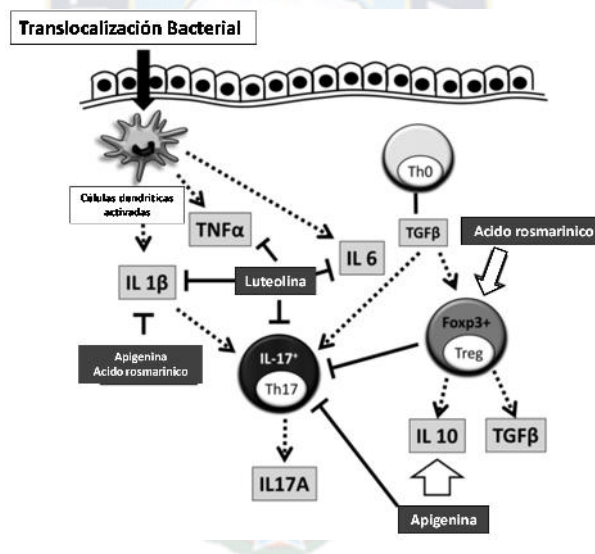 Translocalización Bacterial
Th0
Células dendríticas
activadas
TNFα
TGFβ
Acido rosmarinico
IL 6
IL 1β
Luteolina
Foxp3+
Treg
Apigenina
Acido rosmarinico
IL-17⁺
Th17
IL 10
TGFβ
IL17A
Apigenina